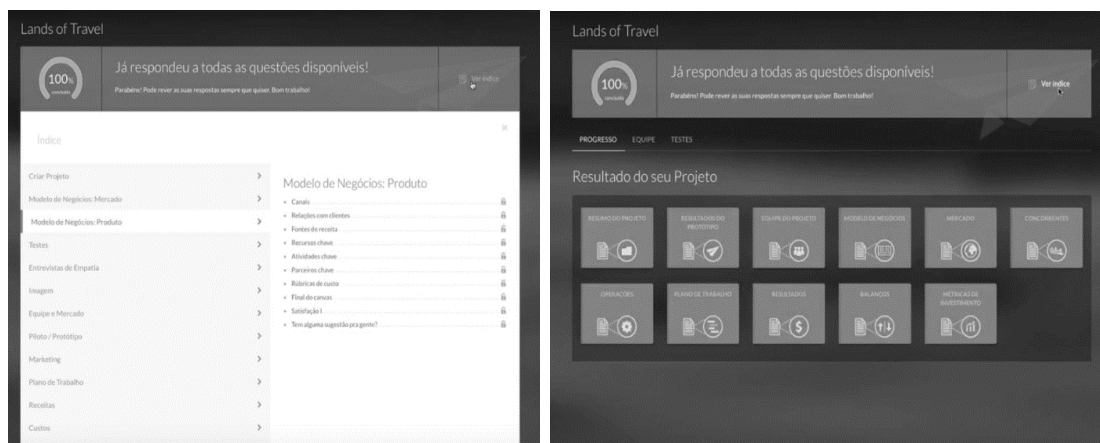 Lands of Travel
100%
concluído
Já respondeu a todas as questões disponíveis!
Parabéns! Pode rever as suas respostas sempre que quiser. Bom trabalho!
Ver índice
Índice
Criar Projeto
Modelo de Negócios: Mercado
Modelo de Negócios: Produto
Testes
Entrevistas de Empatia
Imagem
Equipe e Mercado
Piloto / Protótipo
Marketing
Plano de Trabalho
Receitas
Custos
Modelo de Negócios: Produto
Canais
Relações com clientes
Fontes de receita
Recursos chave
Atividades chave
Parceiros chave
Rúbricas de custo
Final do canvas
Satisfação I
Tem alguma sugestão pra gente?
Lands of Travel
100%
concluído
Já respondeu a todas as questões disponíveis!
Parabéns! Pode rever as suas respostas sempre que quiser. Bom trabalho!
Ver índice
PROGRESSO EQUIPE TESTES
Resultado do seu Projeto
RESUMO DO PROJETO
RESULTADOS DO PROTÓTIPO
EQUIPE DO PROJETO
MODELO DE NEGÓCIOS
MERCADO
CONCORRENTES
OPERAÇÕES
PLANO DE TRABALHO
RESULTADOS
BALANÇOS
MÉTRICAS DE INVESTIMENTO